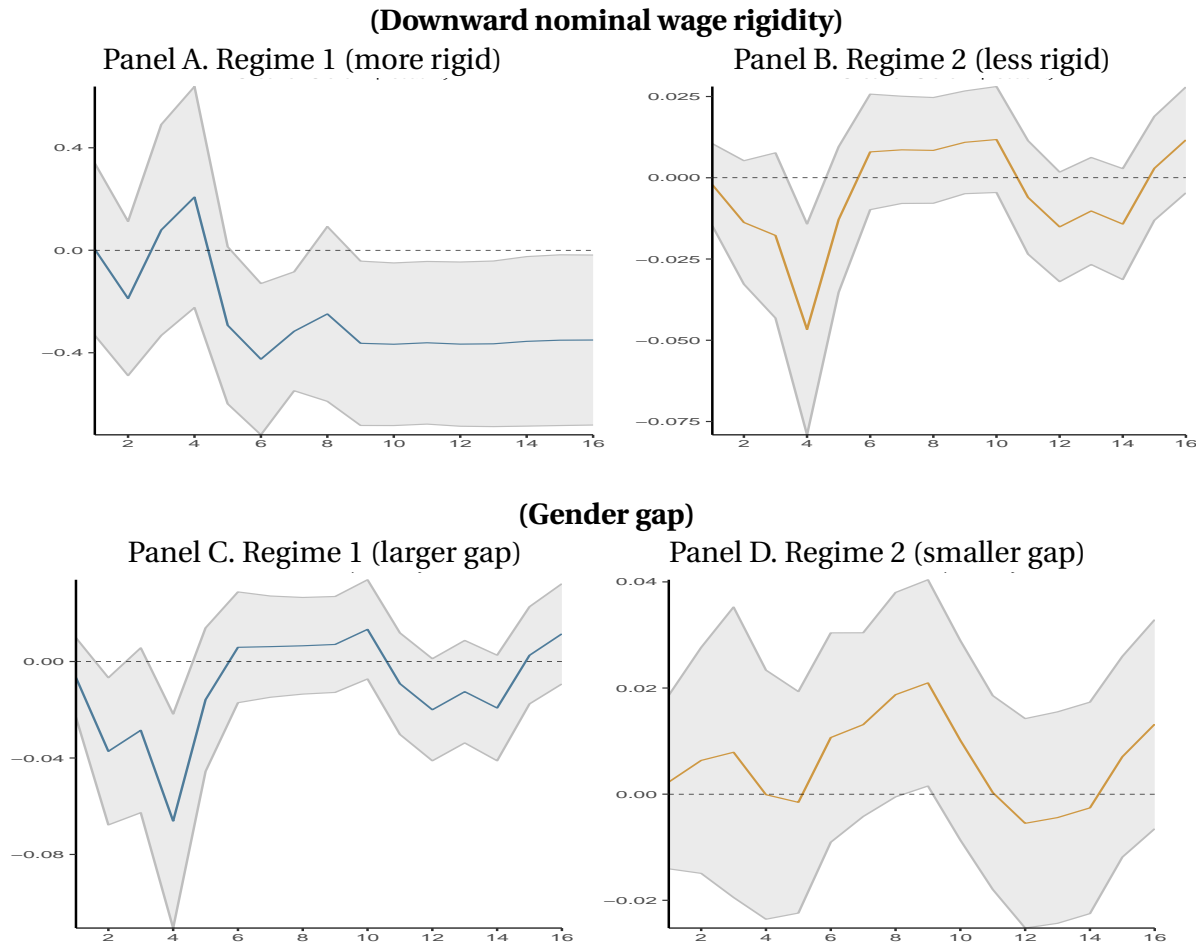 (Downward nominal wage rigidity)
Panel A. Regime 1 (more rigid)
Panel B. Regime 2 (less rigid)
0.4
0.0
−0.4
2 4 6 8 10 12 14 16
0.025
0.000
−0.025
−0.050
−0.075
2 4 6 8 10 12 14 16
(Gender gap)
Panel C. Regime 1 (larger gap)
Panel D. Regime 2 (smaller gap)
0.00
−0.04
−0.08
2 4 6 8 10 12 14 16
0.04
0.02
0.00
−0.02
2 4 6 8 10 12 14 16